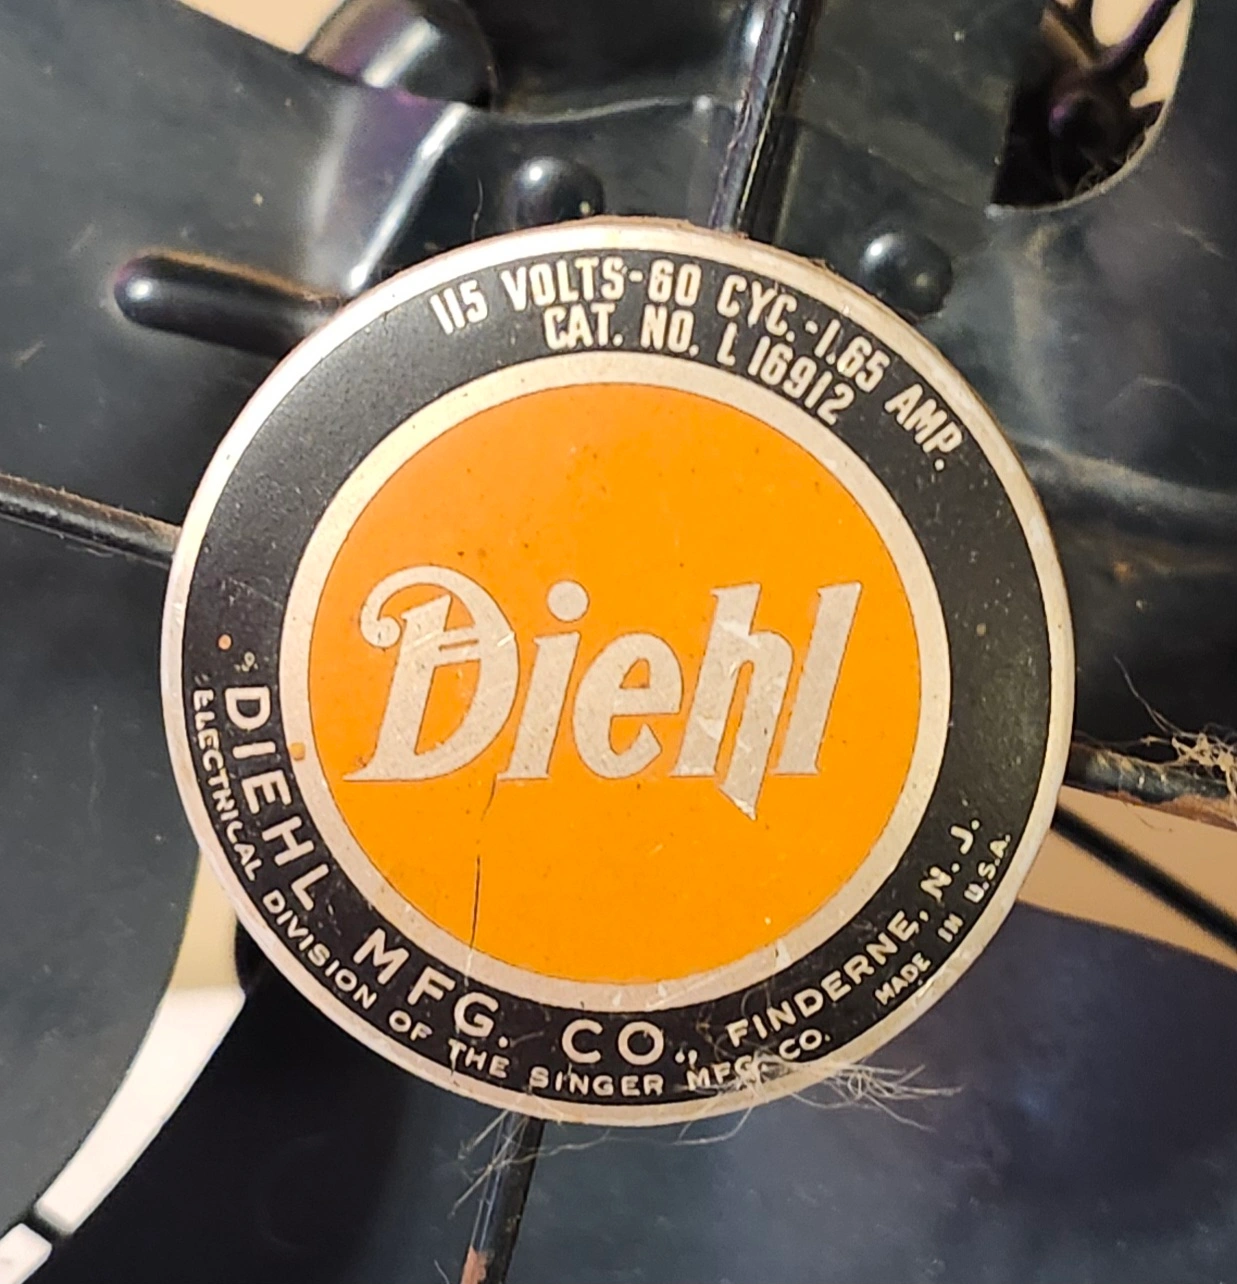 115 VOLTS-60 CYC.-1.65 AMP.
CAT. NO. L 16912
Diehl
DIEHL MFG. CO., FINDERNE, N. J.
ELECTRICAL DIVISION OF THE SINGER MFG. CO. MADE IN U.S.A.